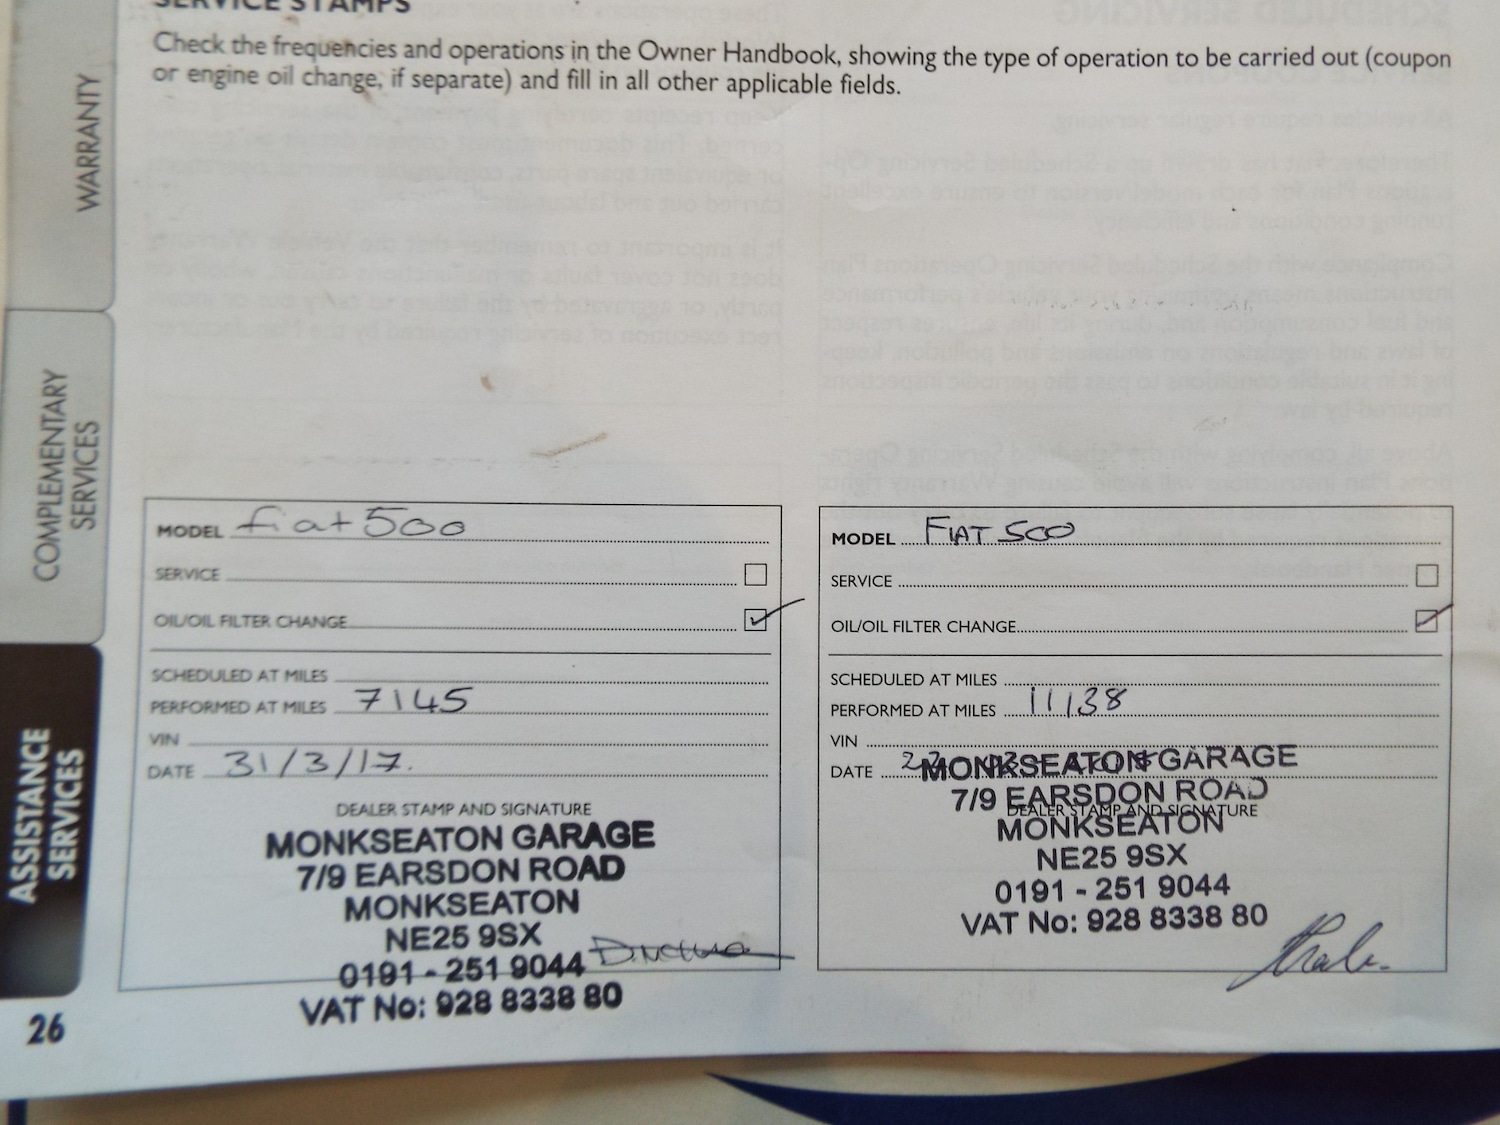 SERVICE STAMPS
Check the frequencies and operations in the Owner Handbook, showing the type of operation to be carried out (coupon
or engine oil change, if separate) and fill in all other applicable fields.
WARRANTY
COMPLEMENTARY
SERVICES
ASSISTANCE
SERVICES
26
MODEL fiat 500
SERVICE
OIL/OIL FILTER CHANGE
SCHEDULED AT MILES
PERFORMED AT MILES 7145
VIN
DATE 31/3/17.
DEALER STAMP AND SIGNATURE
MONKSEATON GARAGE
7/9 EARSDON ROAD
MONKSEATON
NE25 9SX
0191 - 251 9044
VAT No: 928 8338 80
MODEL FIAT 500
SERVICE
OIL/OIL FILTER CHANGE
SCHEDULED AT MILES
PERFORMED AT MILES 11138
VIN
DATE
MONKSEATON GARAGE
7/9 EARSDON ROAD
DEALER STAMP AND SIGNATURE
MONKSEATON
NE25 9SX
0191 - 251 9044
VAT No: 928 8338 80